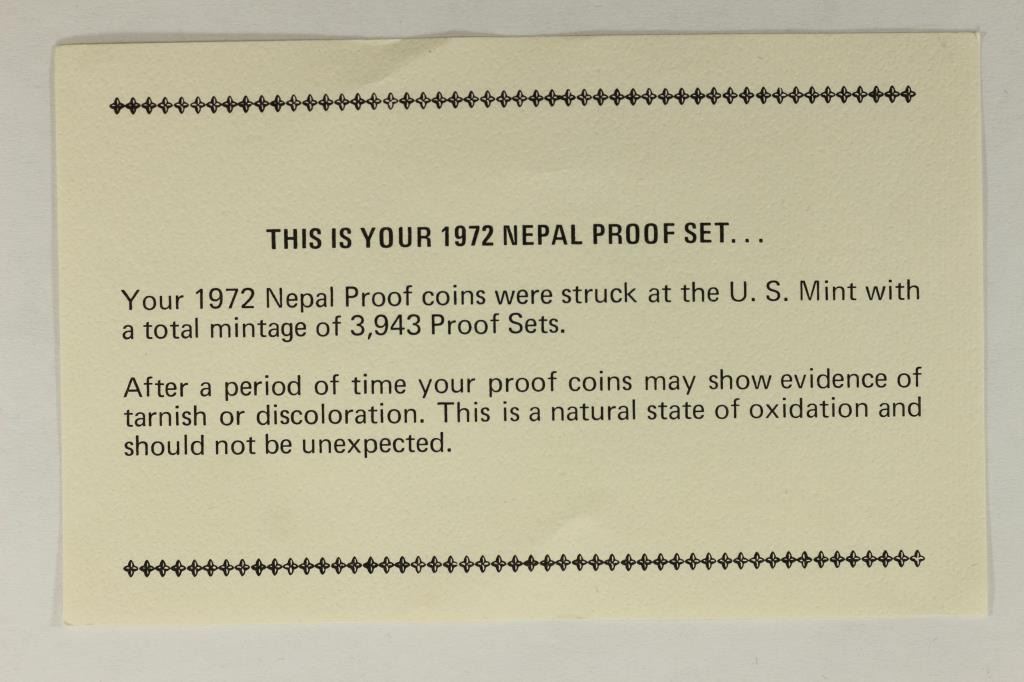 THIS IS YOUR 1972 NEPAL PROOF SET...
Your 1972 Nepal Proof coins were struck at the U. S. Mint with
a total mintage of 3,943 Proof Sets.
After a period of time your proof coins may show evidence of
tarnish or discoloration. This is a natural state of oxidation and
should not be unexpected.